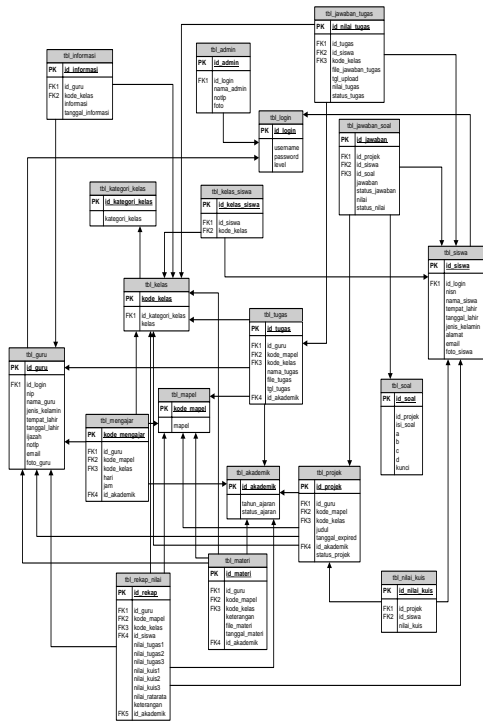 tbl_jawaban_tugas
PK id_nilai_tugas
FK1 id_tugas
FK2 id_siswa
FK3 kode_kelas
file_jawaban_tugas
tgl_upload
nilai_tugas
status_tugas
tbl_informasi
PK id_informasi
FK1 id_guru
FK2 kode_kelas
informasi
tanggal_informasi
tbl_admin
PK id_admin
FK1 id_login
nama_admin
notlp
foto
tbl_login
PK id_login
username
password
level
tbl_jawaban_soal
PK id_jawaban
FK1 id_projek
FK2 id_siswa
FK3 id_soal
jawaban
status_jawaban
nilai
status_nilai
tbl_kategori_kelas
PK id_kategori_kelas
kategori_kelas
tbl_kelas_siswa
PK id_kelas_siswa
FK1 id_siswa
FK2 kode_kelas
tbl_siswa
PK id_siswa
FK1 id_login
nisn
nama_siswa
tempat_lahir
tanggal_lahir
jenis_kelamin
alamat
email
foto_siswa
tbl_kelas
PK kode_kelas
FK1 id_kategori_kelas
kelas
tbl_tugas
PK id_tugas
FK1 id_guru
FK2 kode_mapel
FK3 kode_kelas
nama_tugas
file_tugas
tgl_tugas
FK4 id_akademik
tbl_guru
PK id_guru
FK1 id_login
nip
nama_guru
jenis_kelamin
tempat_lahir
tanggal_lahir
ijazah
notlp
email
foto_guru
tbl_mapel
PK kode_mapel
mapel
tbl_soal
PK id_soal
id_projek
isi_soal
a
b
c
d
kunci
tbl_mengajar
PK kode_mengajar
FK1 id_guru
FK2 kode_mapel
FK3 kode_kelas
hari
jam
FK4 id_akademik
tbl_akademik
PK id_akademik
tahun_ajaran
status_ajaran
tbl_projek
PK id_projek
FK1 id_guru
FK2 kode_mapel
FK3 kode_kelas
judul
tanggal_expired
FK4 id_akademik
status_projek
tbl_materi
PK id_materi
FK1 id_guru
FK2 kode_mapel
FK3 kode_kelas
keterangan
file_materi
tanggal_materi
FK4 id_akademik
tbl_rekap_nilai
PK id_rekap
FK1 id_guru
FK2 kode_mapel
FK3 kode_kelas
FK4 id_siswa
nilai_tugas1
nilai_tugas2
nilai_tugas3
nilai_kuis1
nilai_kuis2
nilai_kuis3
nilai_ratarata
keterangan
FK5 id_akademik
tbl_nilai_kuis
PK id_nilai_kuis
FK1 id_projek
FK2 id_siswa
nilai_kuis